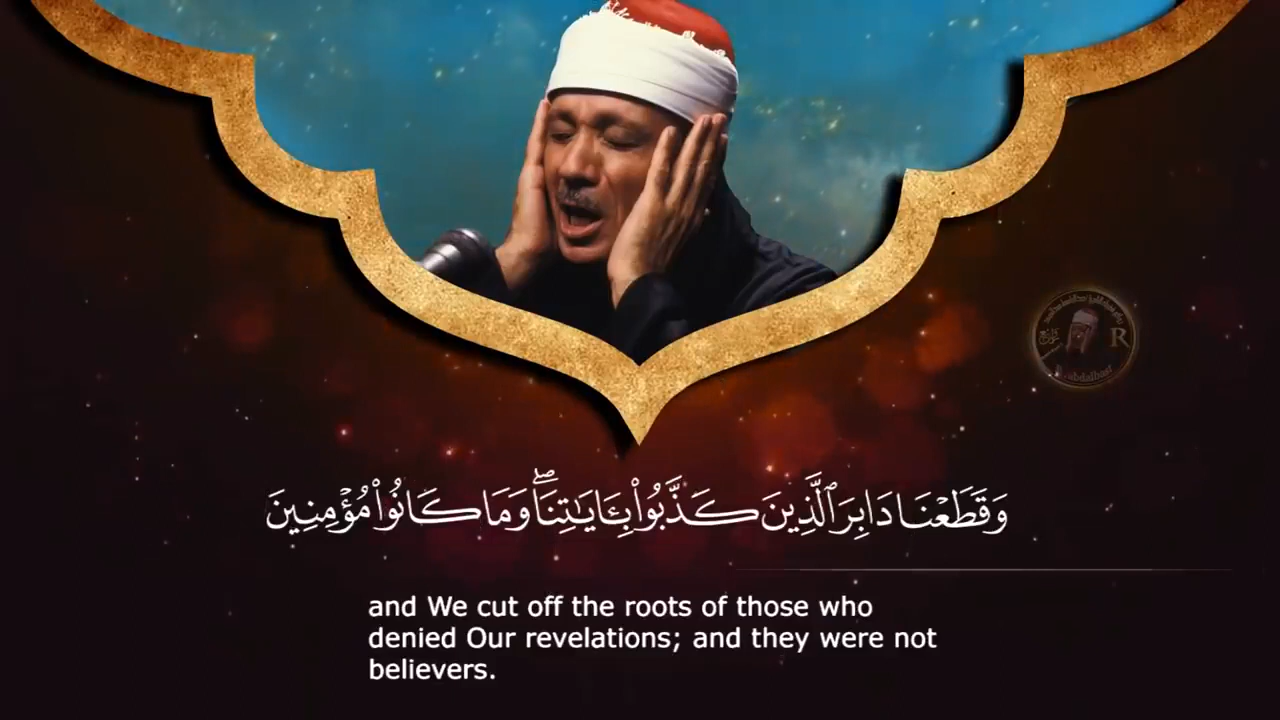 R
abdalbast
وَقَطَعْنَا دَابِرَ ٱلَّذِينَ كَذَّبُوا۟ بِـَٔايَـٰتِنَا ۖ وَمَا كَانُوا۟ مُؤْمِنِينَ
and We cut off the roots of those who
denied Our revelations; and they were not
believers.